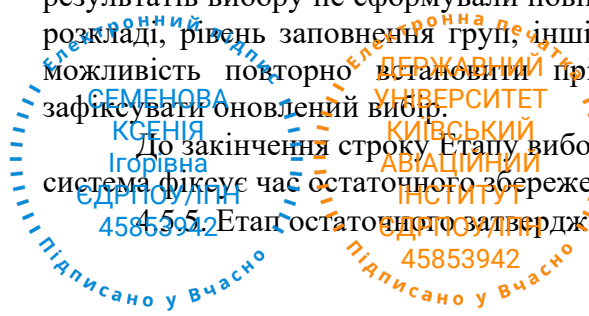 результатів вибору не сформували повн
розкладі, рівень заповнення груп, інші
можливість повторно встановити прі
зафіксувати оновлений вибір.
До закінчення строку Етапу вибо
система фіксує час остаточного збереже
4.5.5. Етап остаточного затвердж
Електронний підпис
СЕМЕНОВА
КСЕНІЯ
Ігорівна
ЄДРПОУ/ІПН
45853942
Підписано у Вчасно
Електронна печатка
ДЕРЖАВНИЙ
УНІВЕРСИТЕТ
КИЇВСЬКИЙ
АВІАЦІЙНИЙ
ІНСТИТУТ
ЄДРПОУ/ІПН
45853942
Підписано у Вчасно